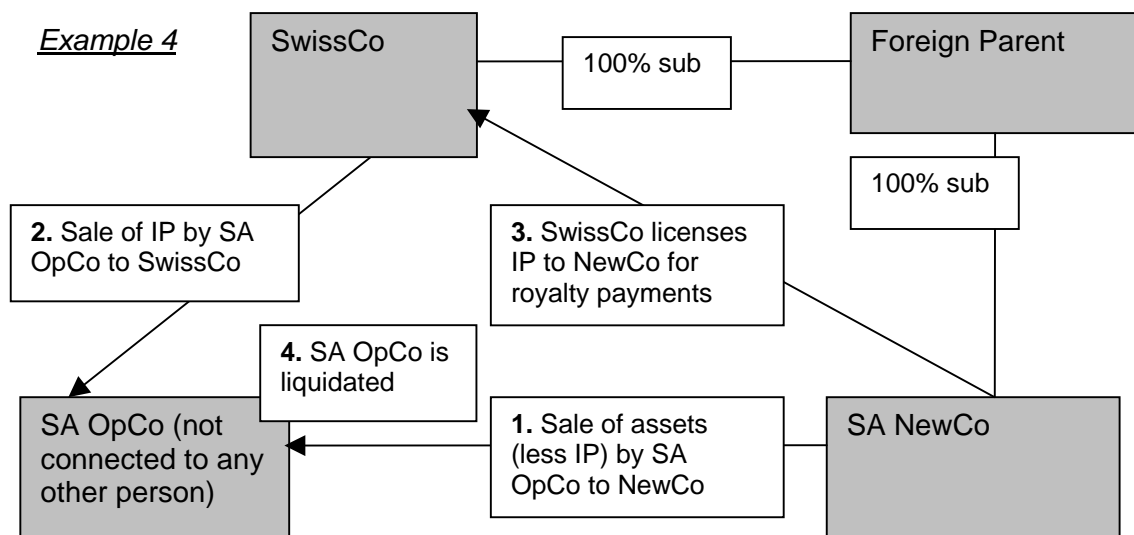 Example 4
SwissCo
100% sub
Foreign Parent
100% sub
2. Sale of IP by SA
OpCo to SwissCo
3. SwissCo licenses
IP to NewCo for
royalty payments
4. SA OpCo is
liquidated
SA OpCo (not
connected to any
other person)
1. Sale of assets
(less IP) by SA
OpCo to NewCo
SA NewCo